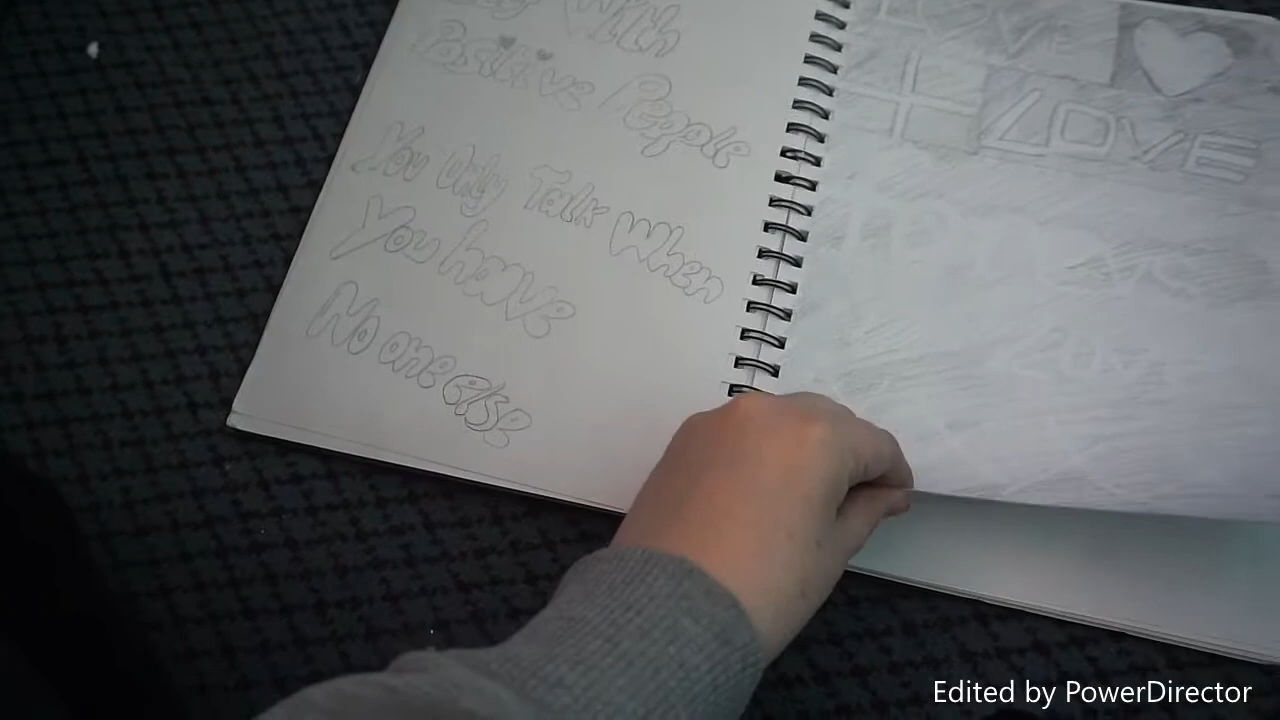 With
Positive People
You Only Talk When
You have
No one else
LOVE
LOVE
Edited by PowerDirector